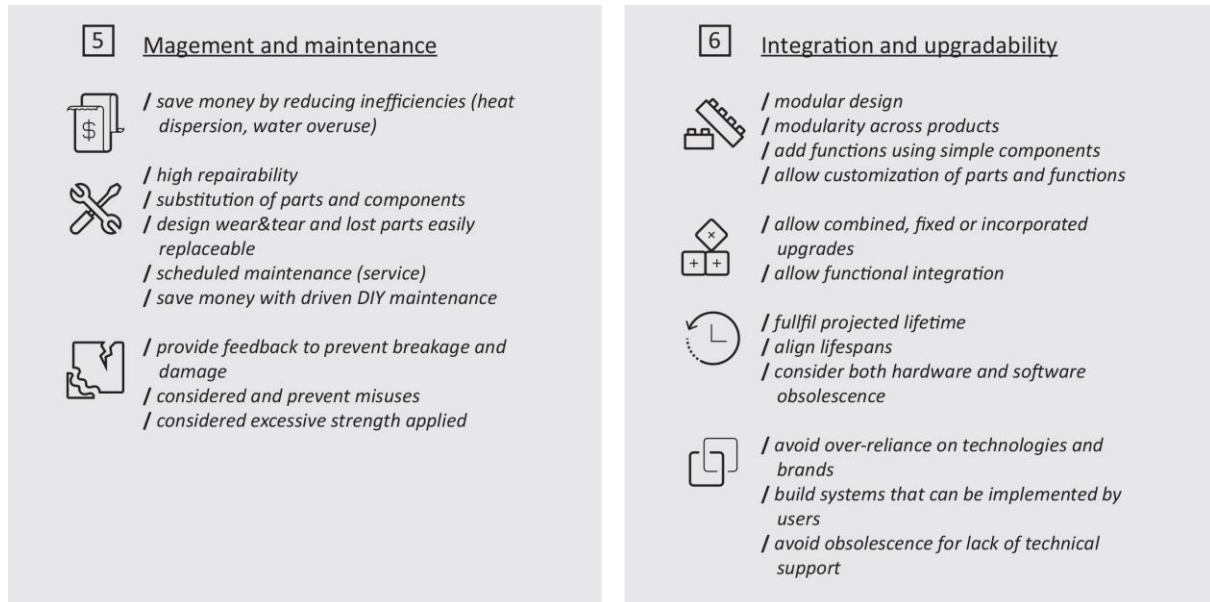 5 Magement and maintenance
$
/ save money by reducing inefficiencies (heat
dispersion, water overuse)
/ high repairability
/ substitution of parts and components
/ design wear&tear and lost parts easily
replaceable
/ scheduled maintenance (service)
/ save money with driven DIY maintenance
/ provide feedback to prevent breakage and
damage
/ considered and prevent misuses
/ considered excessive strength applied
6 Integration and upgradability
/ modular design
/ modularity across products
/ add functions using simple components
/ allow customization of parts and functions
/ allow combined, fixed or incorporated
upgrades
/ allow functional integration
/ fullfil projected lifetime
/ align lifespans
/ consider both hardware and software
obsolescence
/ avoid over-reliance on technologies and
brands
/ build systems that can be implemented by
users
/ avoid obsolescence for lack of technical
support